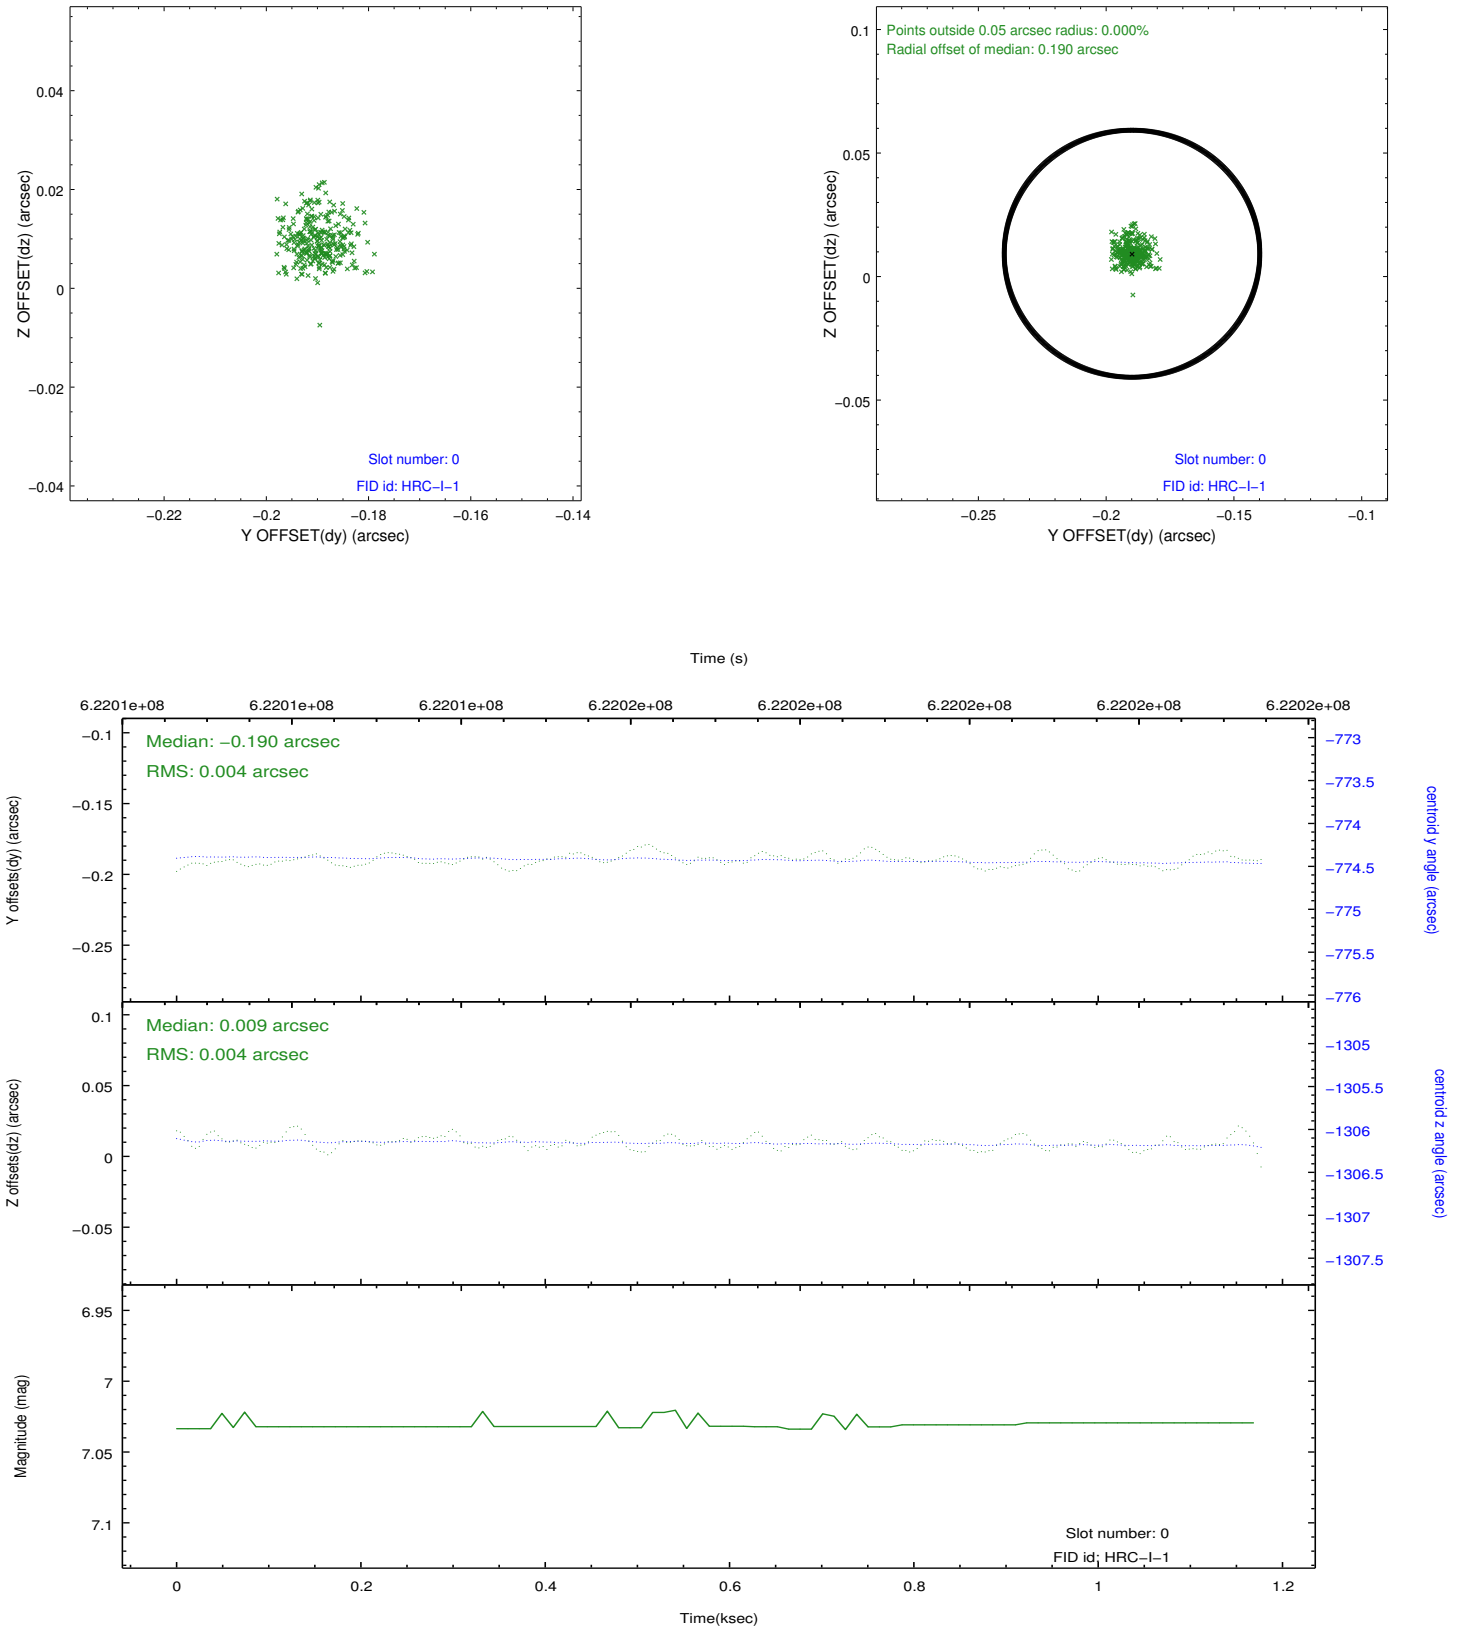 0.04
0.02
0
−0.02
−0.04
Z OFFSET(dz) (arcsec)
Slot number: 0
FID id: HRC−I−1
−0.22
−0.2
−0.18
−0.16
−0.14
Y OFFSET(dy) (arcsec)
Points outside 0.05 arcsec radius: 0.000%
Radial offset of median: 0.190 arcsec
0.1
0.05
0
−0.05
Z OFFSET(dz) (arcsec)
Slot number: 0
FID id: HRC−I−1
−0.25
−0.2
−0.15
−0.1
Y OFFSET(dy) (arcsec)
Time (s)
6.2201e+08
6.2201e+08
6.2201e+08
6.2202e+08
6.2202e+08
6.2202e+08
6.2202e+08
6.2202e+08
Median: −0.190 arcsec
RMS: 0.004 arcsec
−0.1
−0.15
−0.2
−0.25
Y offsets(dy) (arcsec)
−773
−773.5
−774
−774.5
−775
−775.5
−776
centroid y angle (arcsec)
Median: 0.009 arcsec
RMS: 0.004 arcsec
0.1
0.05
0
−0.05
Z offsets(dz) (arcsec)
−1305
−1305.5
−1306
−1306.5
−1307
−1307.5
centroid z angle (arcsec)
6.95
7
7.05
7.1
Magnitude (mag)
Slot number: 0
FID id: HRC−I−1
0
0.2
0.4
0.6
0.8
1
1.2
Time(ksec)